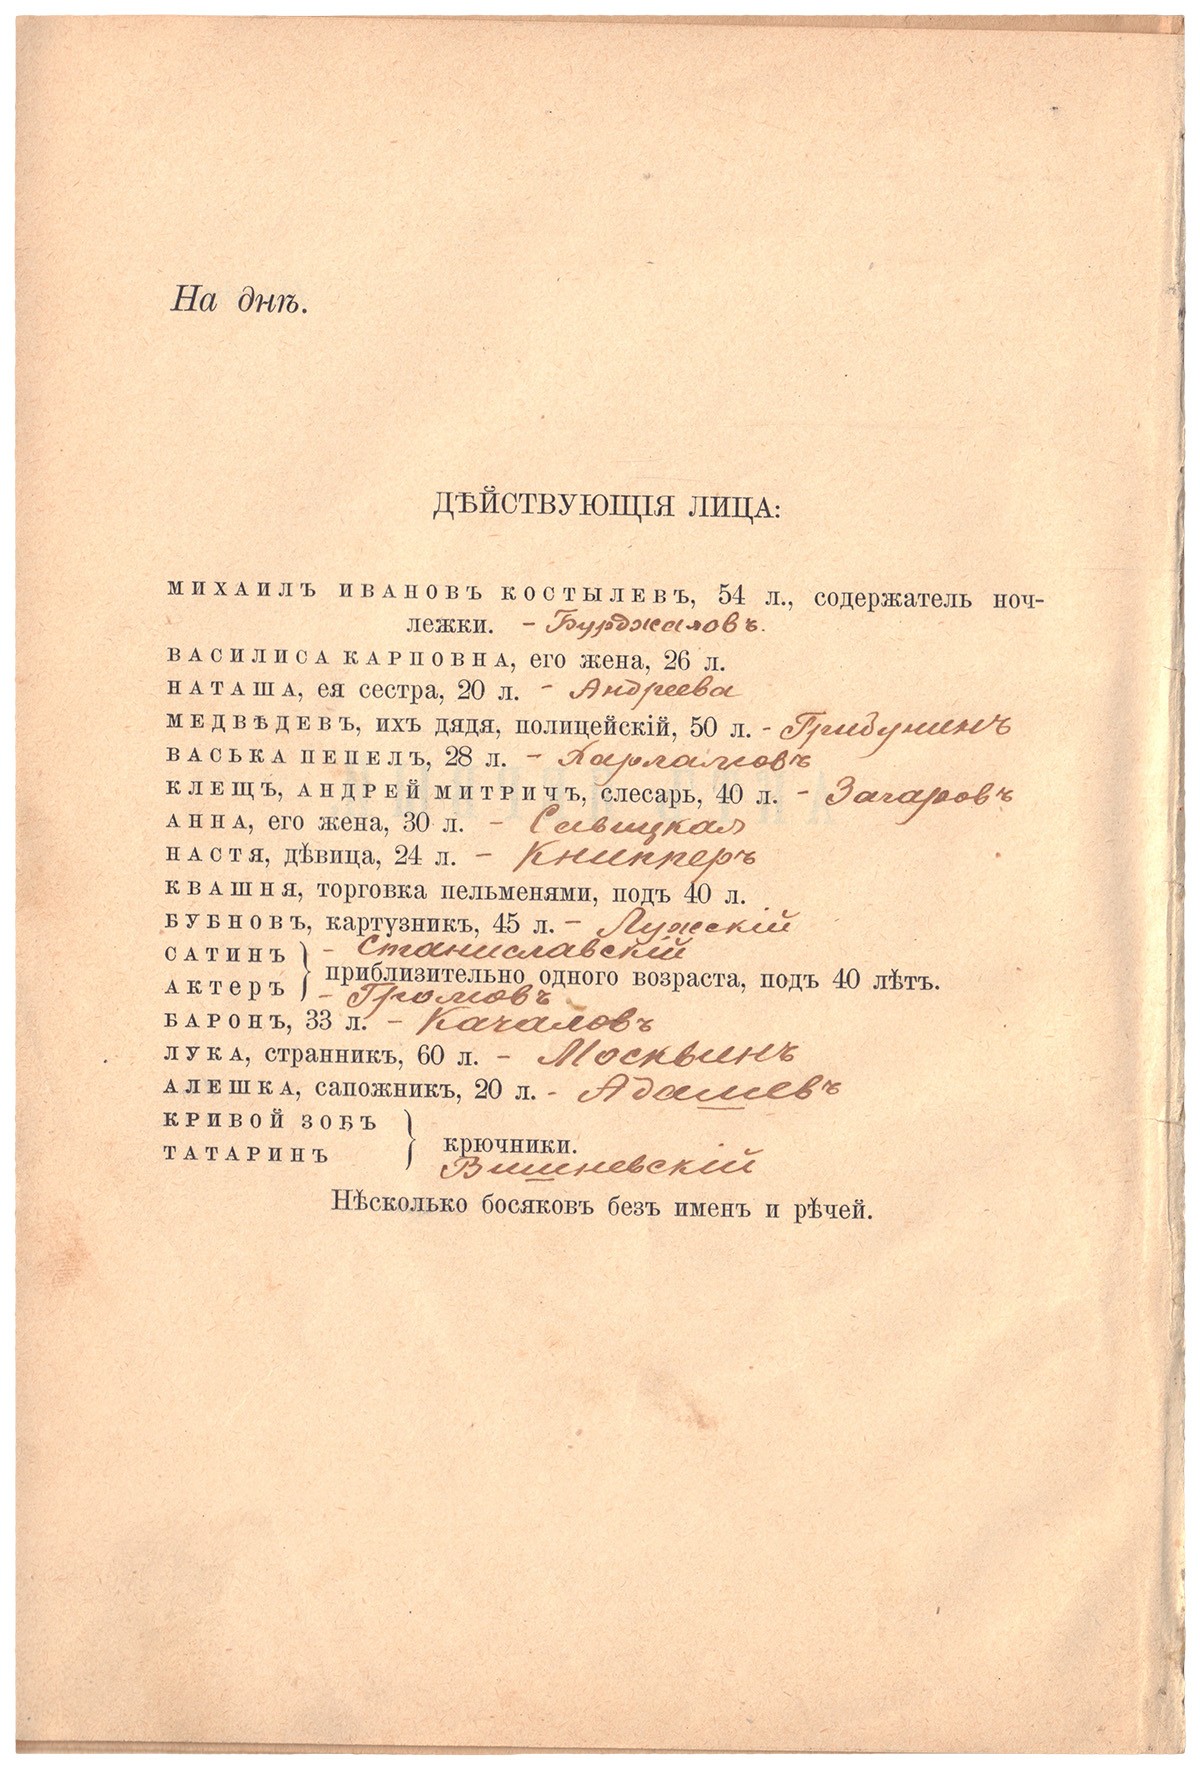 На днѣ.
ДѢЙСТВУЮЩІЯ ЛИЦА:
МИХАИЛЪ ИВАНОВЪ КОСТЫЛЕВЪ, 54 л., содержатель ноч-
лежки. – Бурджаловъ.
ВАСИЛИСА КАРПОВНА, его жена, 26 л.
НАТАША, ея сестра, 20 л. – Андреева
МЕДВѢДЕВЪ, ихъ дядя, полицейскій, 50 л. – Грибунинъ
ВАСЬКА ПЕПЕЛЪ, 28 л. – Харламовъ
КЛЕЩЪ, АНДРЕЙ МИТРИЧЪ, слесарь, 40 л. – Загаровъ
АННА, его жена, 30 л. – Савицкая
НАСТЯ, дѣвица, 24 л. – Книпперъ
КВАШНЯ, торговка пельменями, подъ 40 л.
БУБНОВЪ, картузникъ, 45 л. – Лужскій
САТИНЪ } – Станиславскій
приблизительно одного возраста, подъ 40 лѣтъ.
АКТЕРЪ – Громовъ
БАРОНЪ, 33 л. – Качаловъ
ЛУКА, странникъ, 60 л. – Москвинъ
АЛЕШКА, сапожникъ, 20 л. – Адашевъ
КРИВОЙ ЗОБЪ }
крючники.
ТАТАРИНЪ Вишневскій
Нѣсколько босяковъ безъ именъ и рѣчей.